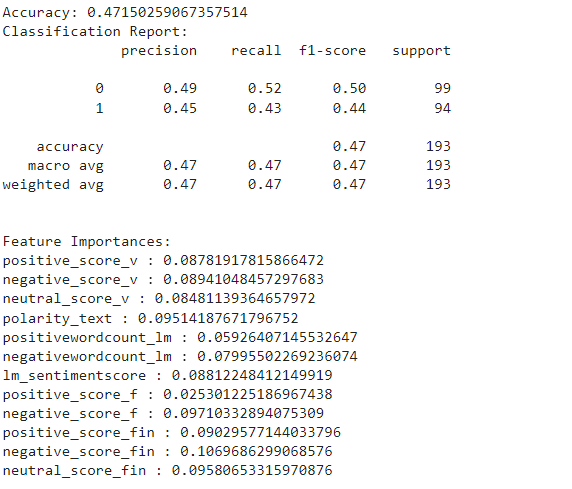 Accuracy: 0.47150259067357514
Classification Report:
precision recall f1-score support
0 0.49 0.52 0.50 99
1 0.45 0.43 0.44 94
accuracy 0.47 193
macro avg 0.47 0.47 0.47 193
weighted avg 0.47 0.47 0.47 193
Feature Importances:
positive_score_v : 0.08781917815866472
negative_score_v : 0.08941048457297683
neutral_score_v : 0.08481139364657972
polarity_text : 0.09514187671796752
positivewordcount_lm : 0.05926407145532647
negativewordcount_lm : 0.07995502269236074
lm_sentimentscore : 0.08812248412149919
positive_score_f : 0.025301225186967438
negative_score_f : 0.09710332894075309
positive_score_fin : 0.09029577144033796
negative_score_fin : 0.1069686299068576
neutral_score_fin : 0.09580653315970876